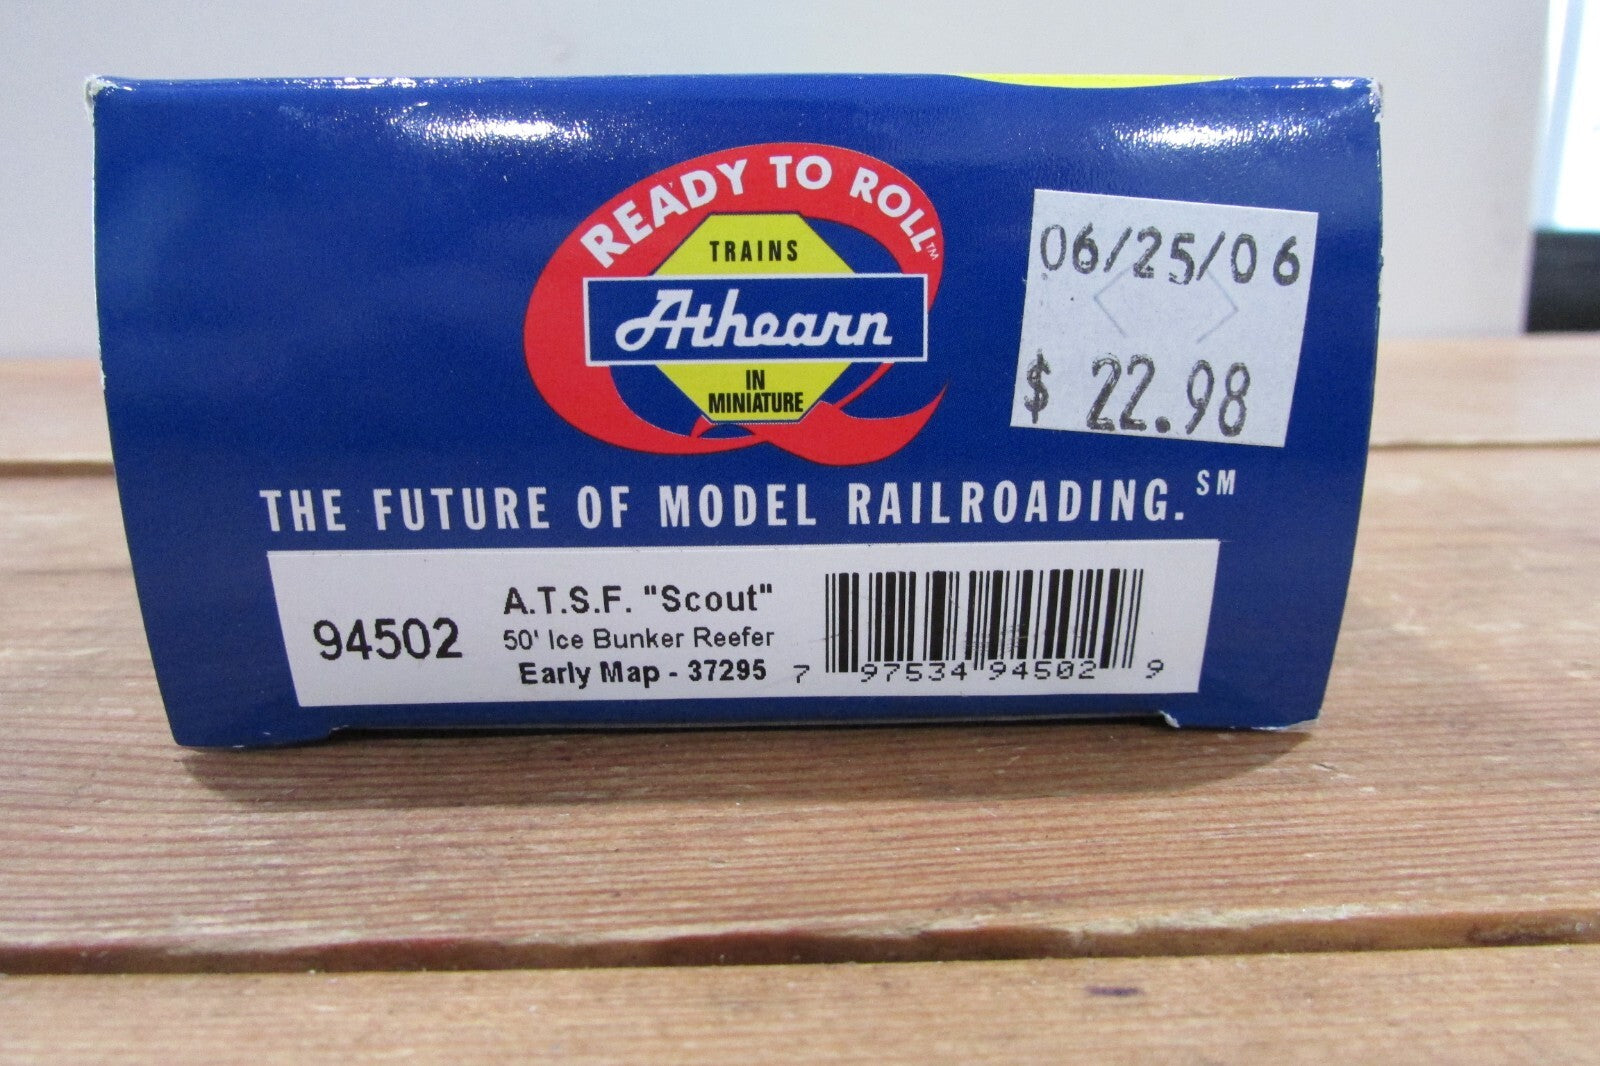 READY TO ROLL™
TRAINS
Athearn
IN
MINIATURE
06/25/06
$ 22.98
THE FUTURE OF MODEL RAILROADING.℠
94502
A.T.S.F. "Scout"
50' Ice Bunker Reefer
Early Map - 37295
7 97534 94502 9